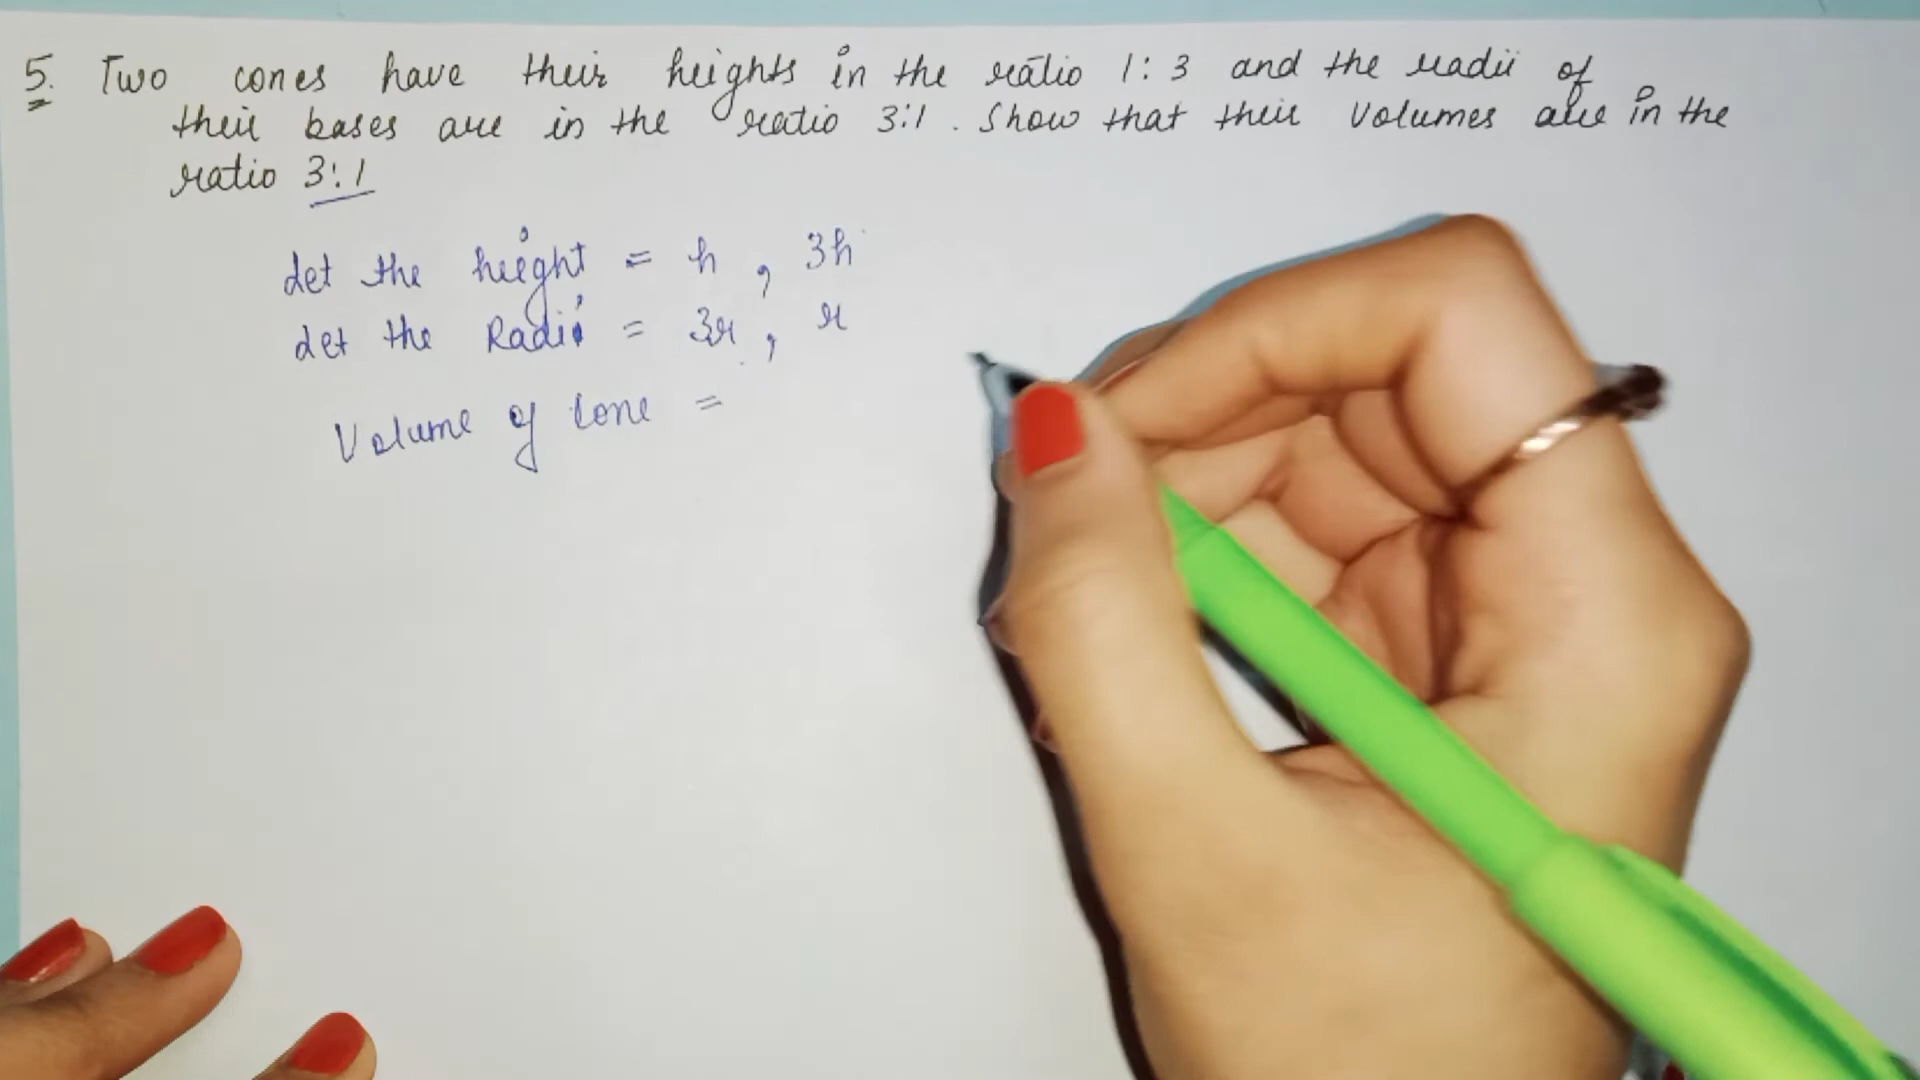 5. Two cones have their heights in the ratio 1:3 and the radii of
their bases are in the ratio 3:1. Show that their Volumes are in the
ratio 3:1
Let the height = h, 3h
Let the Radii = 3r, r
Volume of Cone =